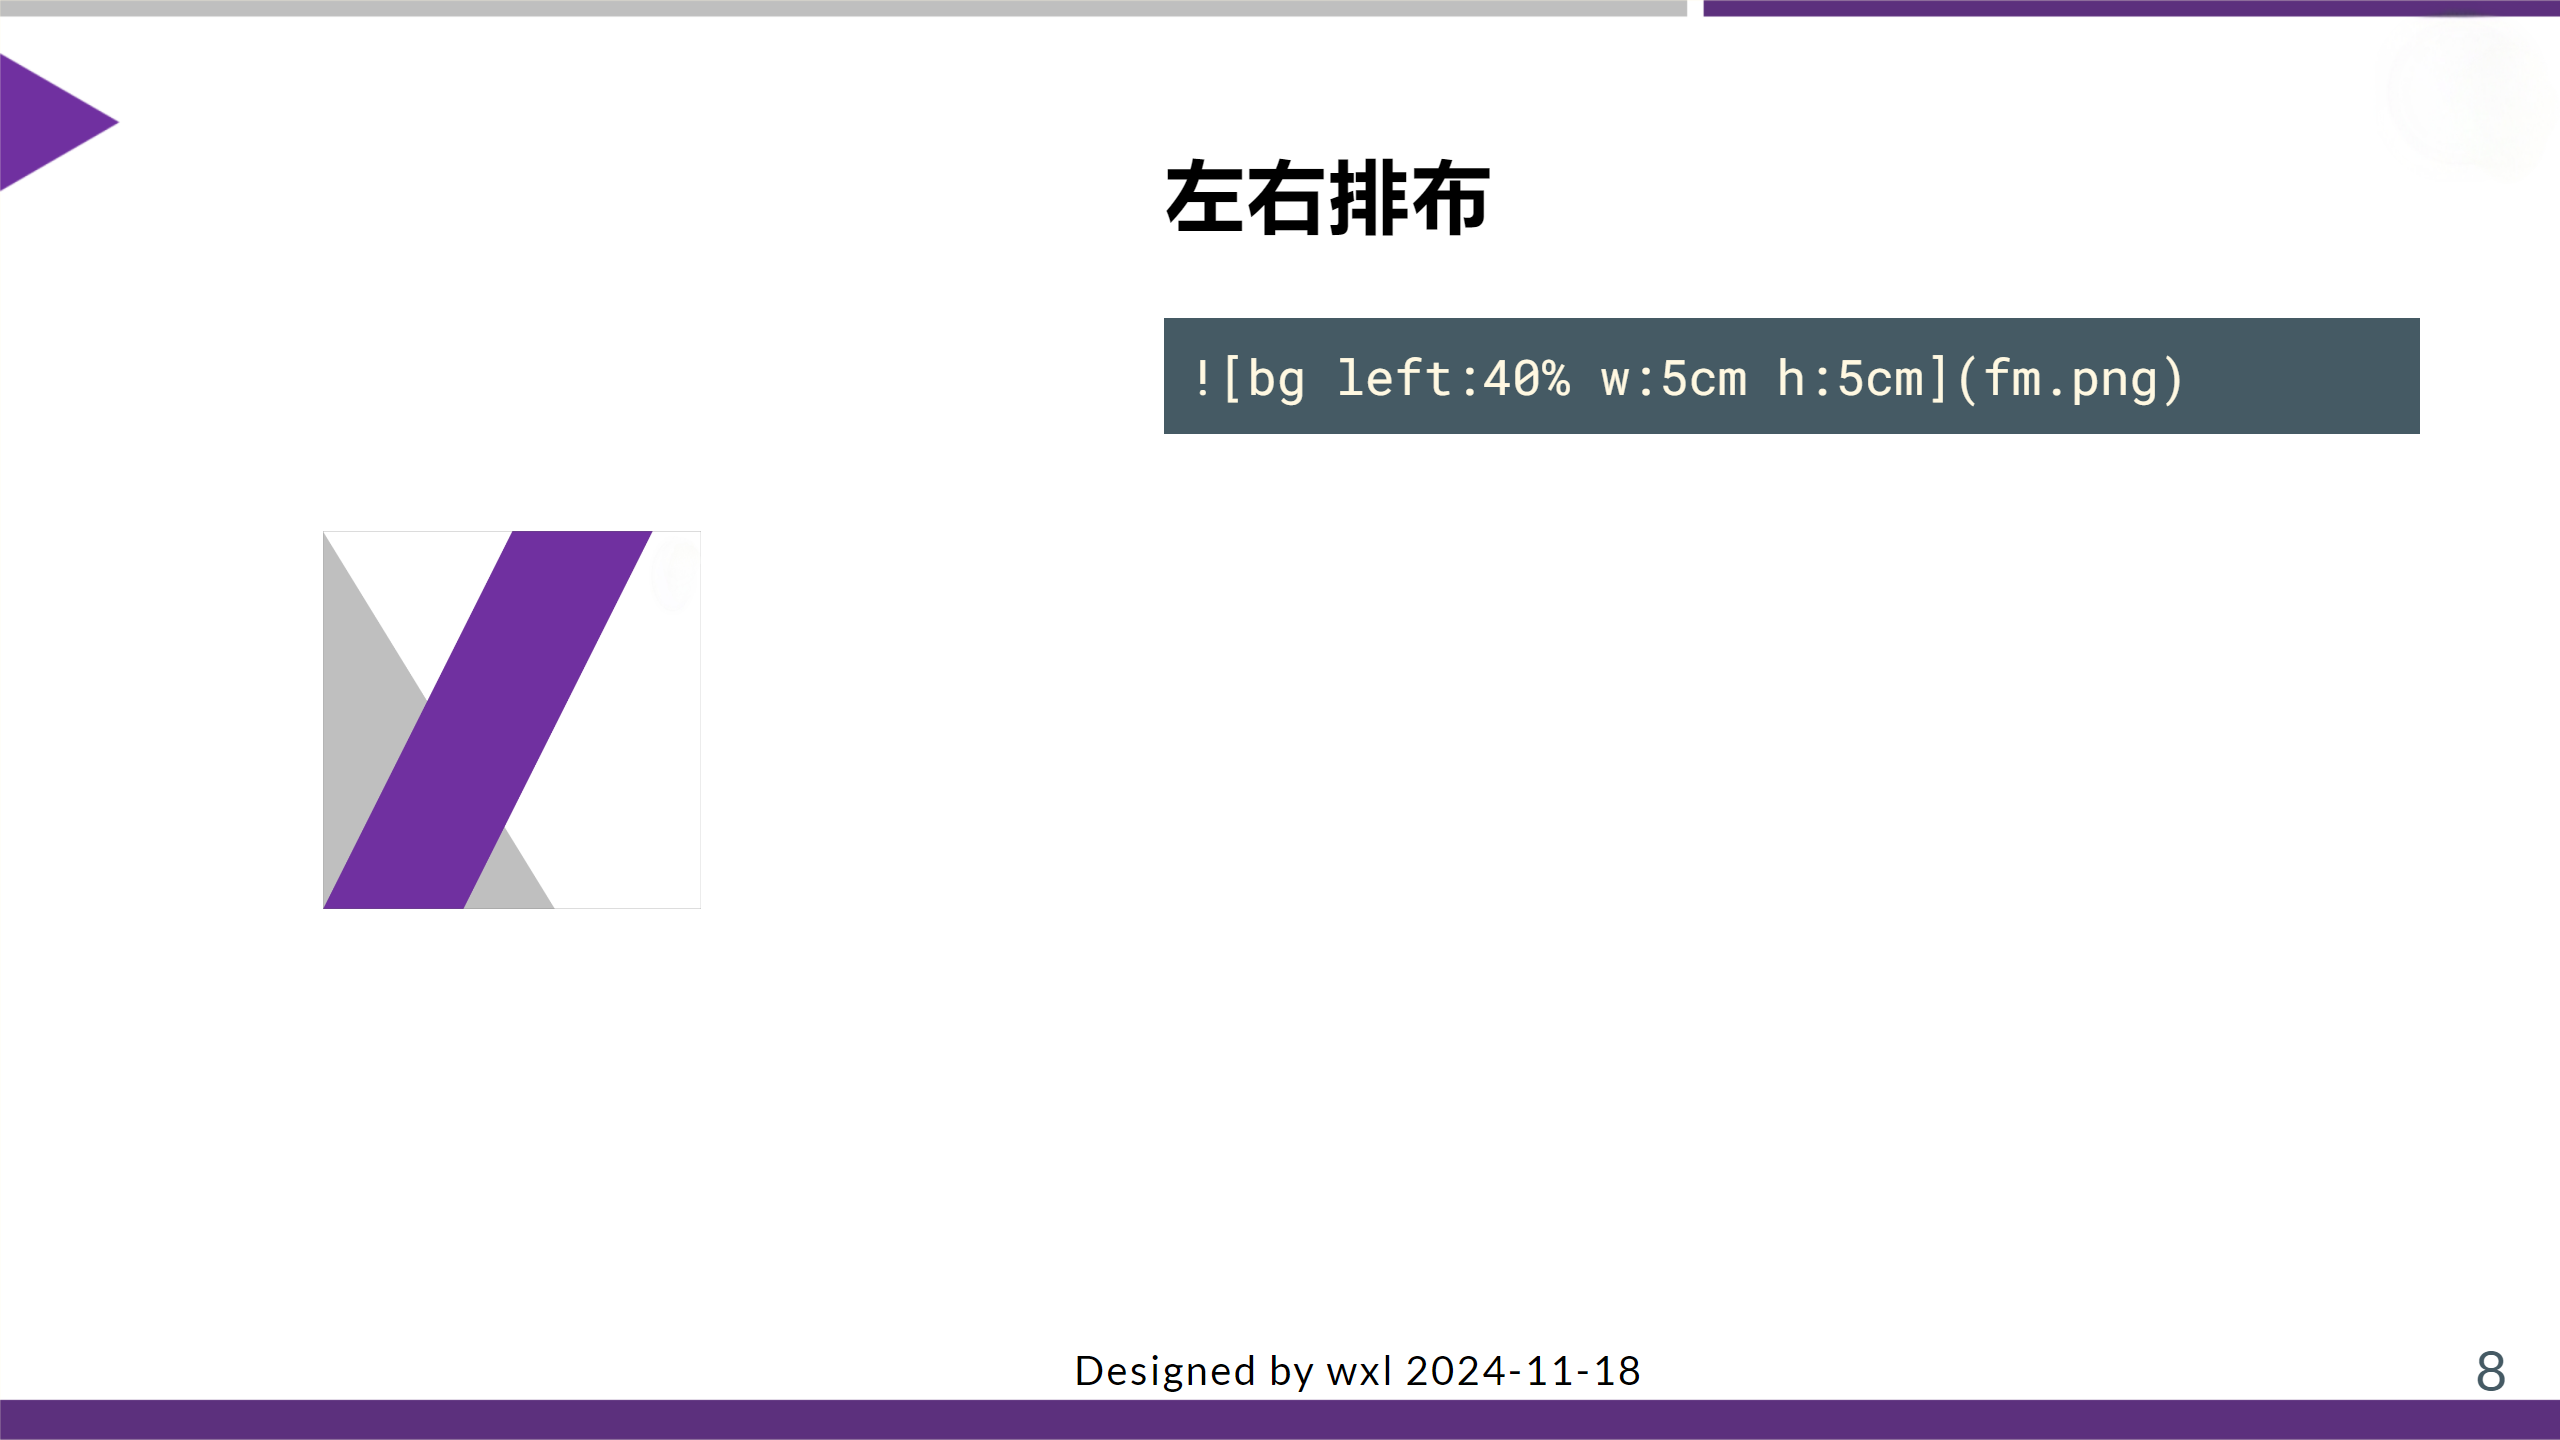 左右排布
![bg left:40% w:5cm h:5cm](fm.png)
Designed by wxl 2024-11-18
8